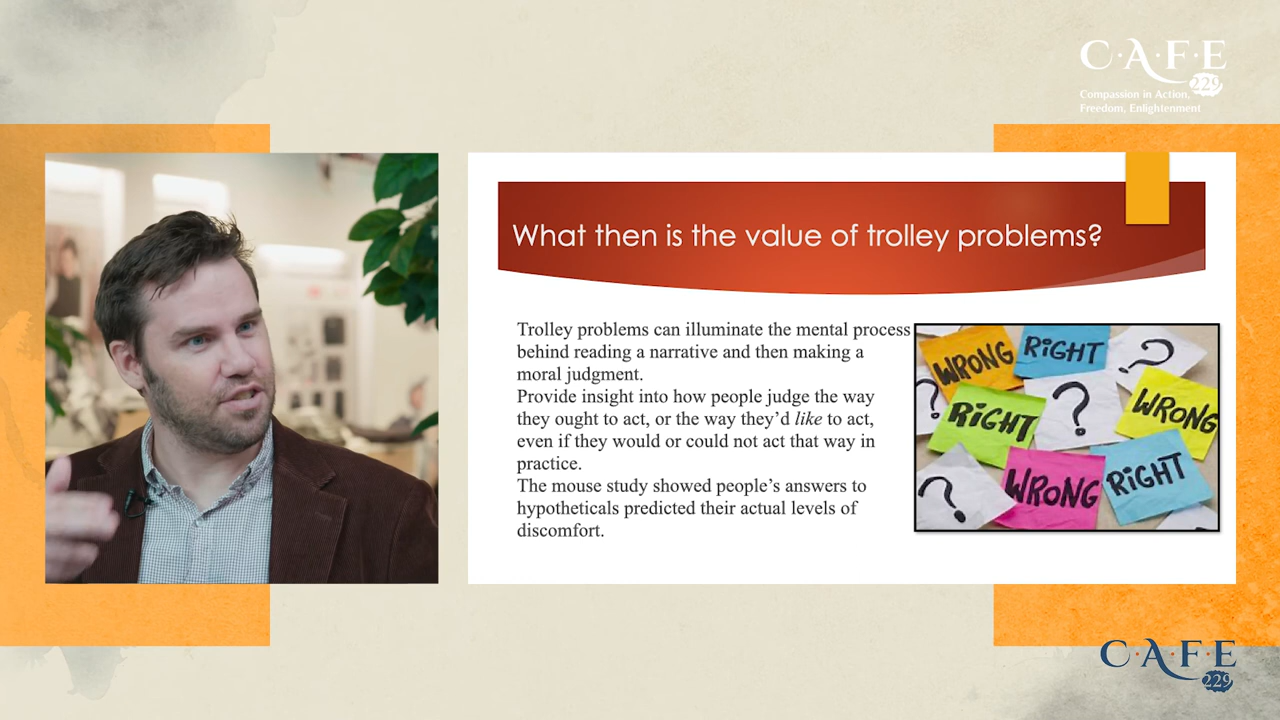 C·A·F·E
229
Compassion in Action,
Freedom, Enlightenment
What then is the value of trolley problems?
Trolley problems can illuminate the mental process
behind reading a narrative and then making a
moral judgment.
Provide insight into how people judge the way
they ought to act, or the way they’d like to act,
even if they would or could not act that way in
practice.
The mouse study showed people’s answers to
hypotheticals predicted their actual levels of
discomfort.
WRONG
RIGHT
?
?
RIGHT
?
WRONG
?
WRONG
RIGHT
C·A·F·E
229